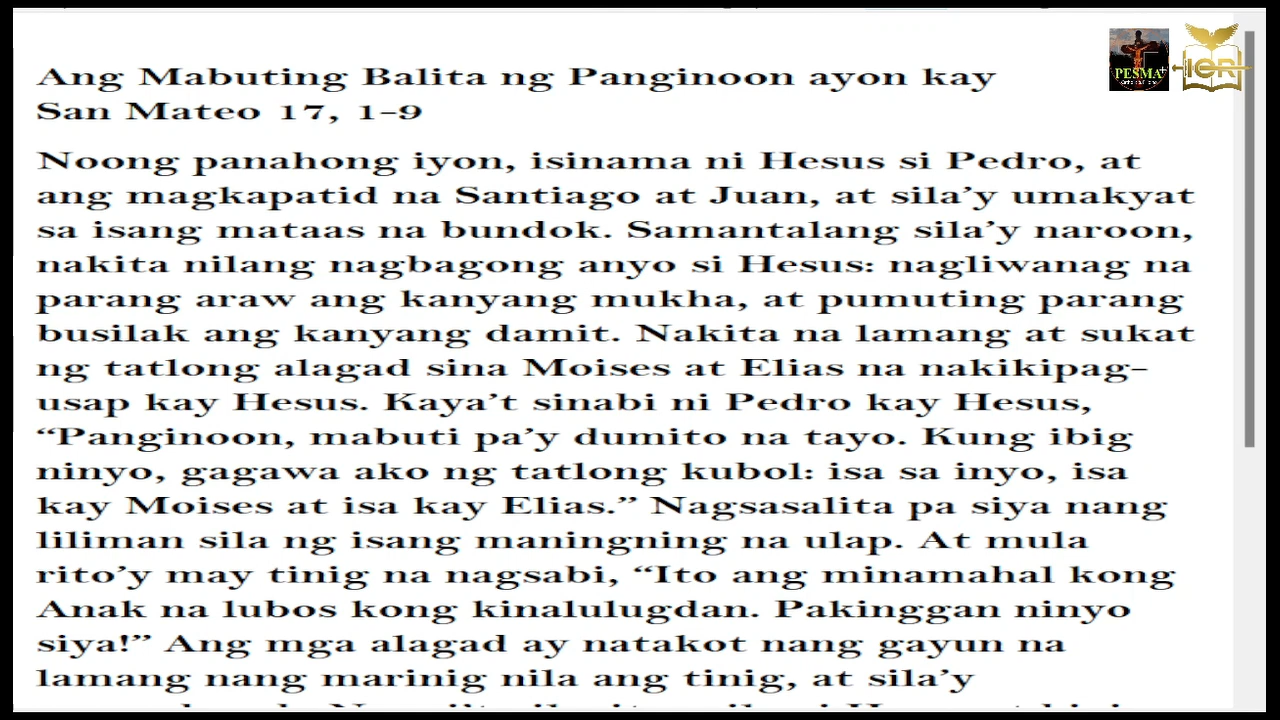 Ang Mabuting Balita ng Panginoon ayon kay
San Mateo 17, 1-9
Noong panahong iyon, isinama ni Hesus si Pedro, at
ang magkapatid na Santiago at Juan, at sila’y umakyat
sa isang mataas na bundok. Samantalang sila’y naroon,
nakita nilang nagbagong anyo si Hesus: nagliwanag na
parang araw ang kanyang mukha, at pumuting parang
busilak ang kanyang damit. Nakita na lamang at sukat
ng tatlong alagad sina Moises at Elias na nakikipag-
usap kay Hesus. Kaya’t sinabi ni Pedro kay Hesus,
“Panginoon, mabuti pa’y dumito na tayo. Kung ibig
ninyo, gagawa ako ng tatlong kubol: isa sa inyo, isa
kay Moises at isa kay Elias.” Nagsasalita pa siya nang
liliman sila ng isang maningning na ulap. At mula
rito’y may tinig na nagsabi, “Ito ang minamahal kong
Anak na lubos kong kinalulugdan. Pakinggan ninyo
siya!” Ang mga alagad ay natakot nang gayun na
lamang nang marinig nila ang tinig, at sila’y
PESMA